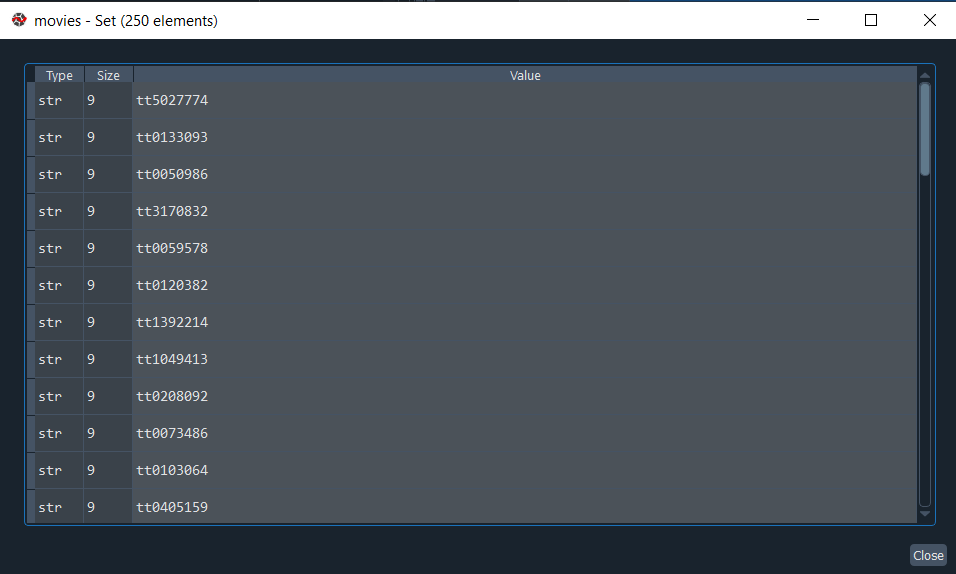 movies - Set (250 elements)
Type Size Value
str 9 tt5027774
str 9 tt0133093
str 9 tt0050986
str 9 tt3170832
str 9 tt0059578
str 9 tt0120382
str 9 tt1392214
str 9 tt1049413
str 9 tt0208092
str 9 tt0073486
str 9 tt0103064
str 9 tt0405159
Close